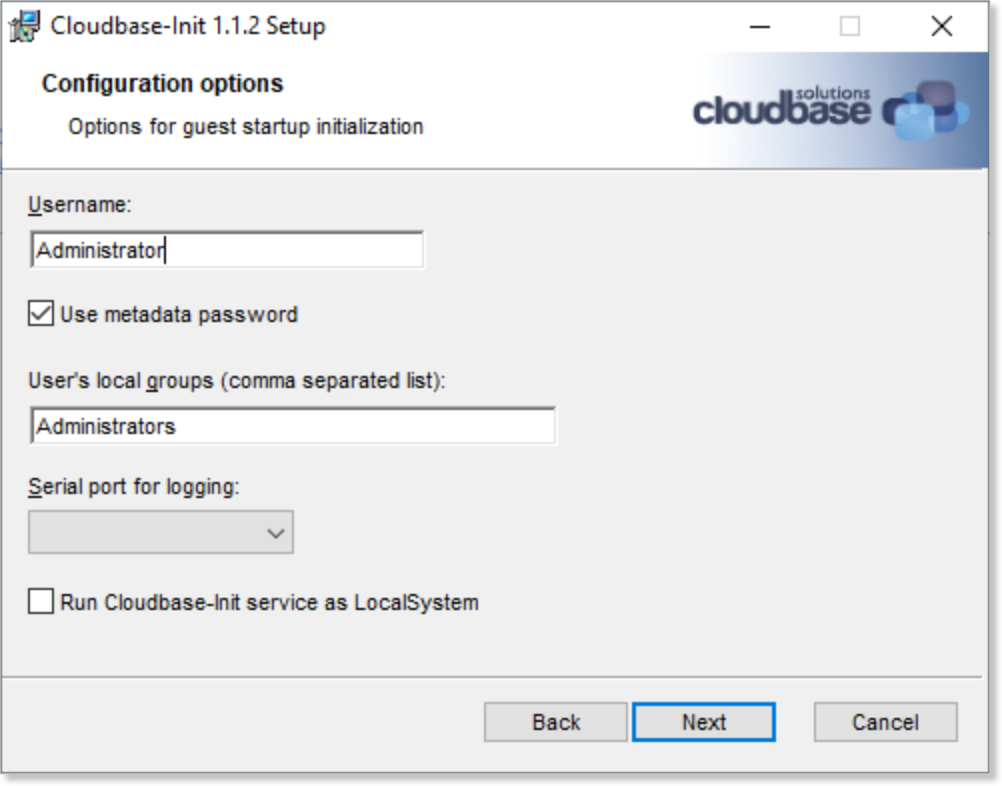 Cloudbase-Init 1.1.2 Setup
Configuration options
Options for guest startup initialization
solutions
cloudbase
Username:
Administrator
Use metadata password
User's local groups (comma separated list):
Administrators
Serial port for logging:
Run Cloudbase-Init service as LocalSystem
Back Next Cancel